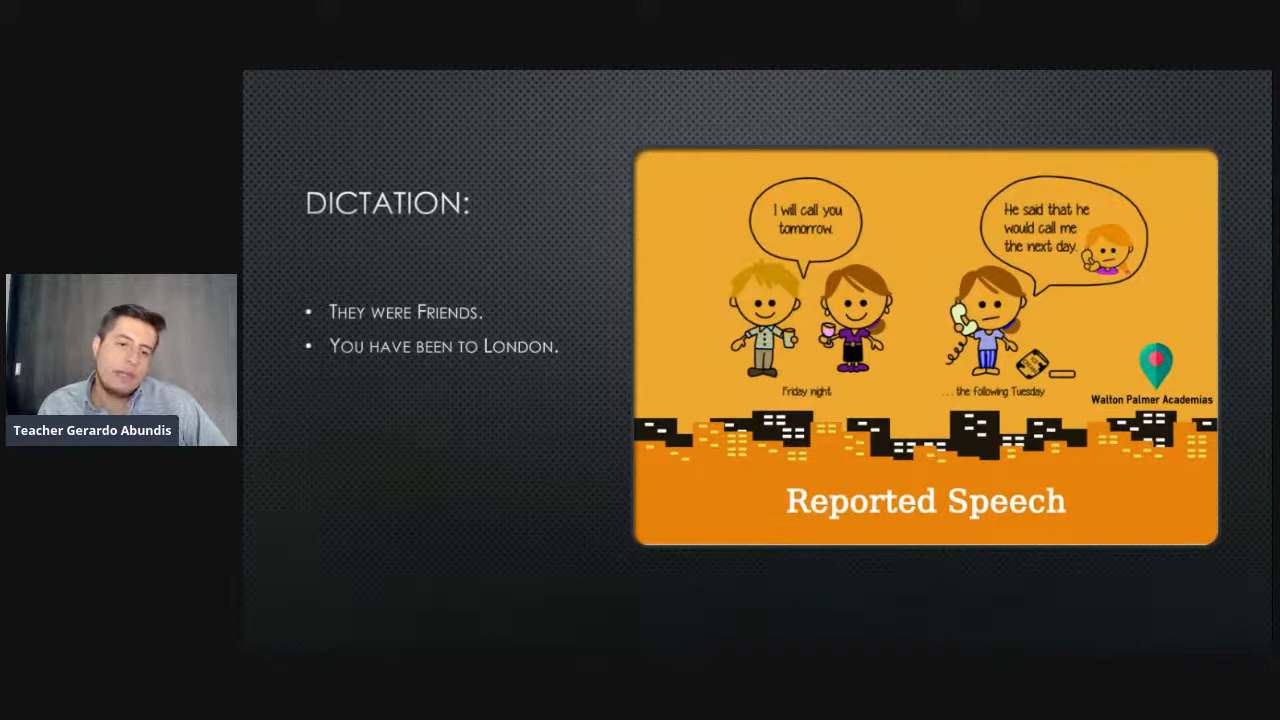 DICTATION:
• THEY WERE FRIENDS.
• YOU HAVE BEEN TO LONDON.
Teacher Gerardo Abundis
I will call you
tomorrow.
He said that he
would call me
the next day.
Friday night
...the following Tuesday
Walton Palmer Academias
Reported Speech